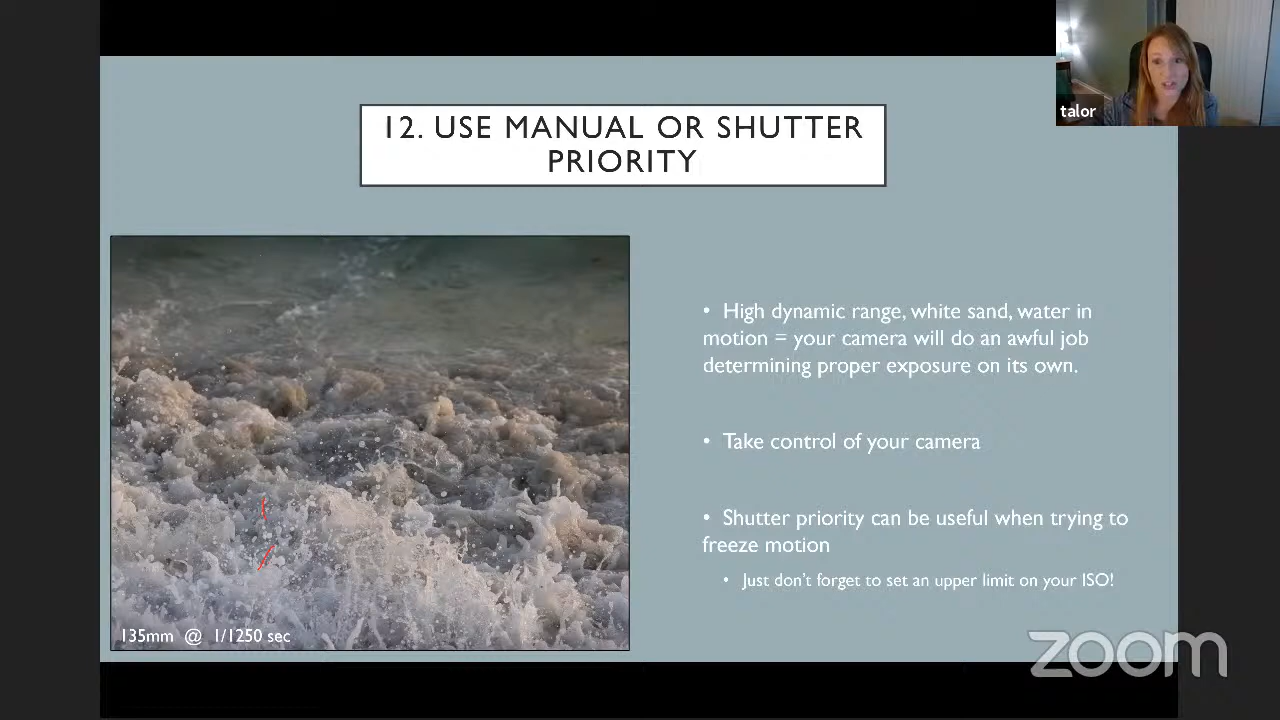 talor
12. USE MANUAL OR SHUTTER
PRIORITY
• High dynamic range, white sand, water in
motion = your camera will do an awful job
determining proper exposure on its own.
• Take control of your camera
• Shutter priority can be useful when trying to
freeze motion
• Just don't forget to set an upper limit on your ISO!
135mm @ 1/1250 sec
zoom